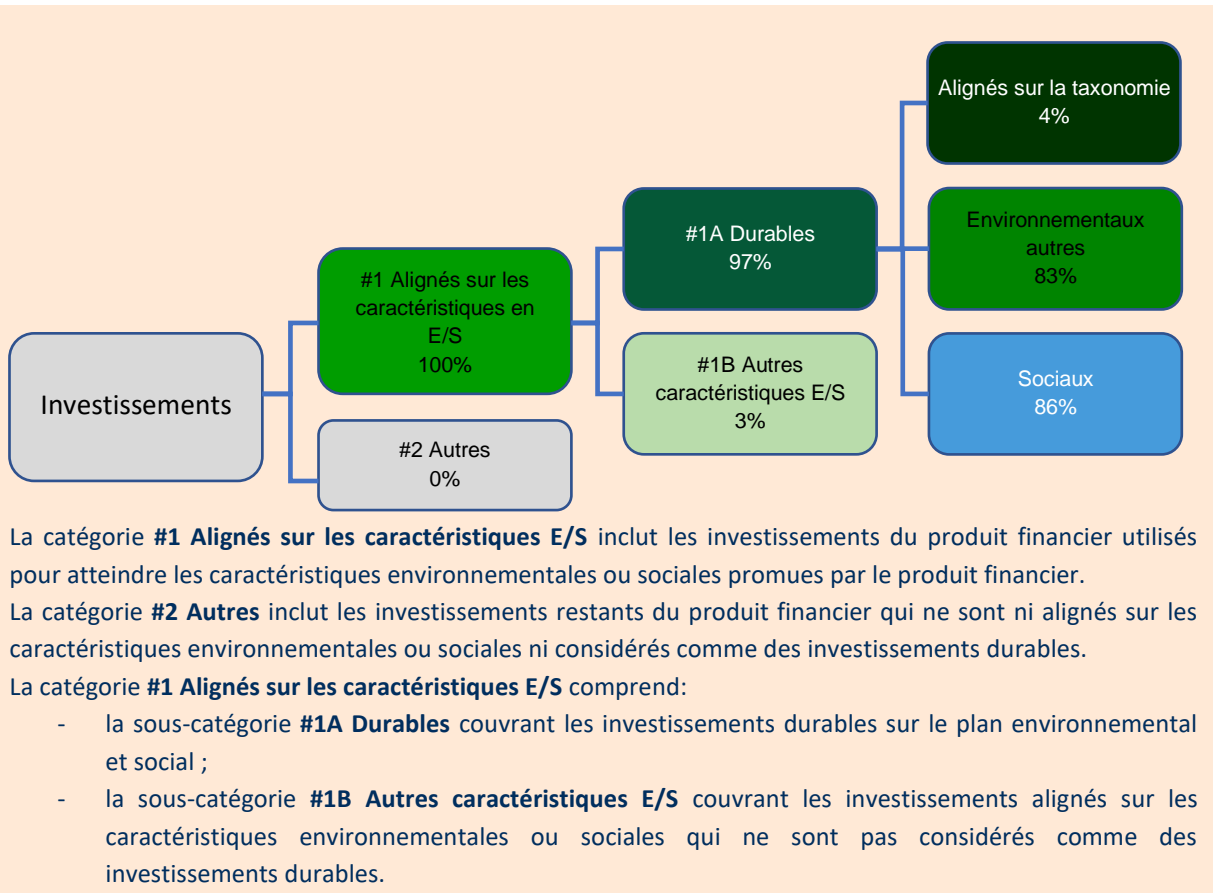 Investissements
#1 Alignés sur les
caractéristiques en
E/S
100%
#2 Autres
0%
#1A Durables
97%
#1B Autres
caractéristiques E/S
3%
Alignés sur la taxonomie
4%
Environnementaux
autres
83%
Sociaux
86%
La catégorie #1 Alignés sur les caractéristiques E/S inclut les investissements du produit financier utilisés
pour atteindre les caractéristiques environnementales ou sociales promues par le produit financier.
La catégorie #2 Autres inclut les investissements restants du produit financier qui ne sont ni alignés sur les
caractéristiques environnementales ou sociales ni considérés comme des investissements durables.
La catégorie #1 Alignés sur les caractéristiques E/S comprend:
- la sous-catégorie #1A Durables couvrant les investissements durables sur le plan environnemental
et social ;
- la sous-catégorie #1B Autres caractéristiques E/S couvrant les investissements alignés sur les
caractéristiques environnementales ou sociales qui ne sont pas considérés comme des
investissements durables.